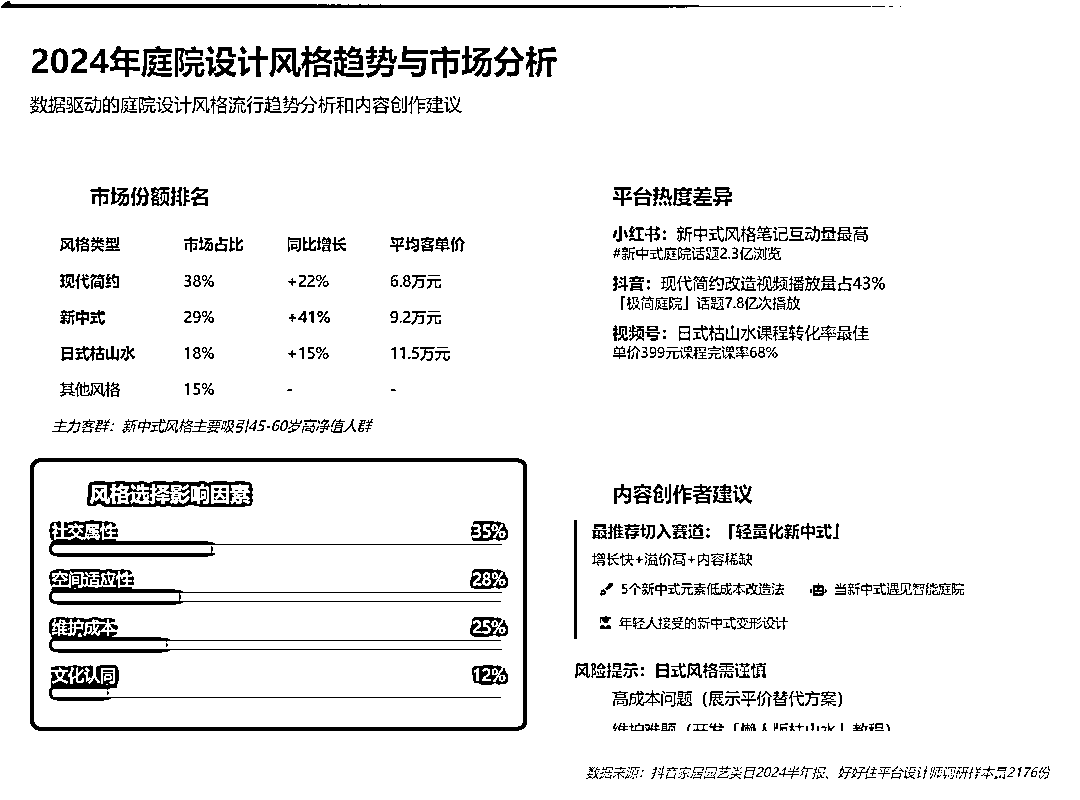 2024年庭院设计风格趋势与市场分析
数据驱动的庭院设计风格流行趋势分析和内容创作建议
市场份额排名
风格类型 市场占比 同比增长 平均客单价
现代简约 38% +22% 6.8万元
新中式 29% +41% 9.2万元
日式枯山水 18% +15% 11.5万元
其他风格 15% - -
主力客群：新中式风格主要吸引45-60岁高净值人群
风格选择影响因素
社交属性 35%
空间适应性 28%
维护成本 25%
文化认同 12%
平台热度差异
小红书：新中式风格笔记互动量最高
#新中式庭院话题2.3亿浏览
抖音：现代简约改造视频播放量占43%
「极简庭院」话题7.8亿次播放
视频号：日式枯山水课程转化率最佳
单价399元课程完课率68%
内容创作者建议
最推荐切入赛道：「轻量化新中式」
增长快+溢价高+内容稀缺
5个新中式元素低成本改造法 当新中式遇见智能庭院
年轻人接受的新中式变形设计
风险提示：日式风格需谨慎
高成本问题（展示平价替代方案）
维护难题（开发「懒人版枯山水」教程）
数据来源：抖音家居园艺类目2024半年报、好好住平台设计师调研样本量2176份